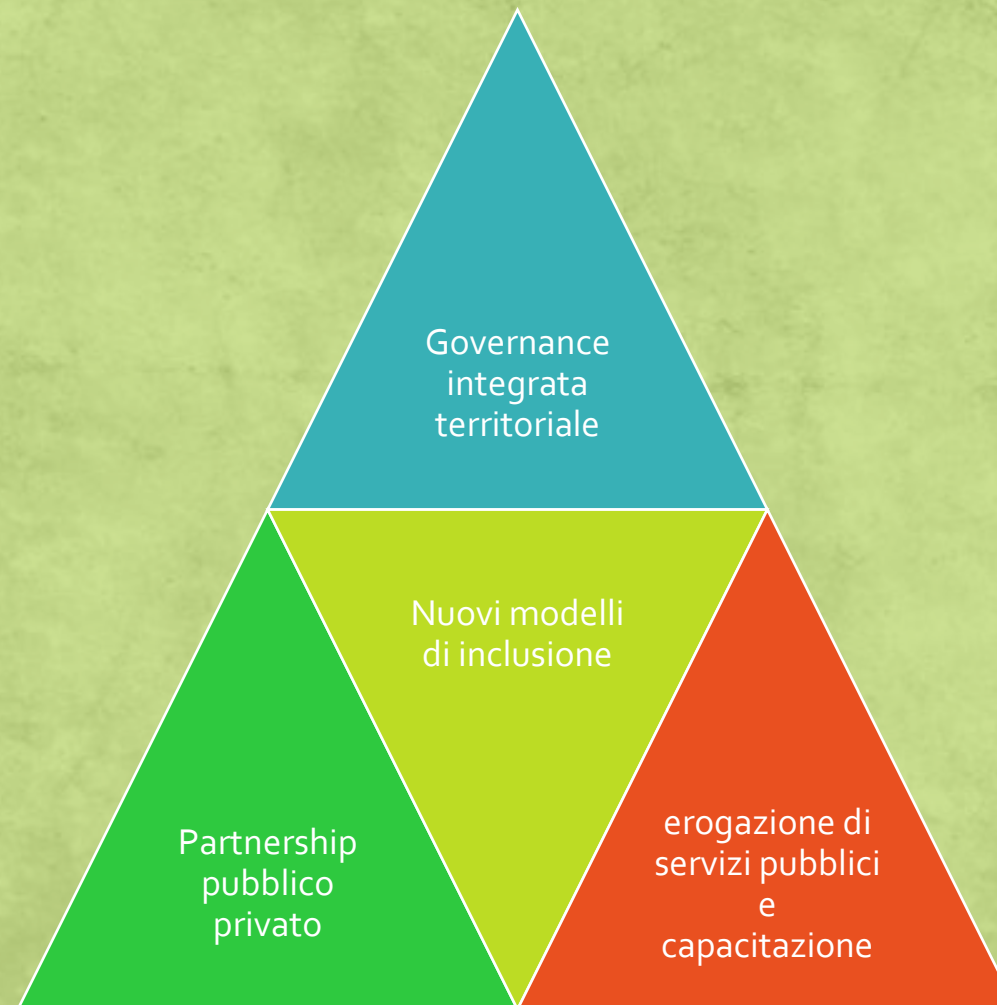 Governance
integrata
territoriale
Nuovi modelli
di inclusione
Partnership
pubblico
privato
erogazione di
servizi pubblici
e
capacitazione